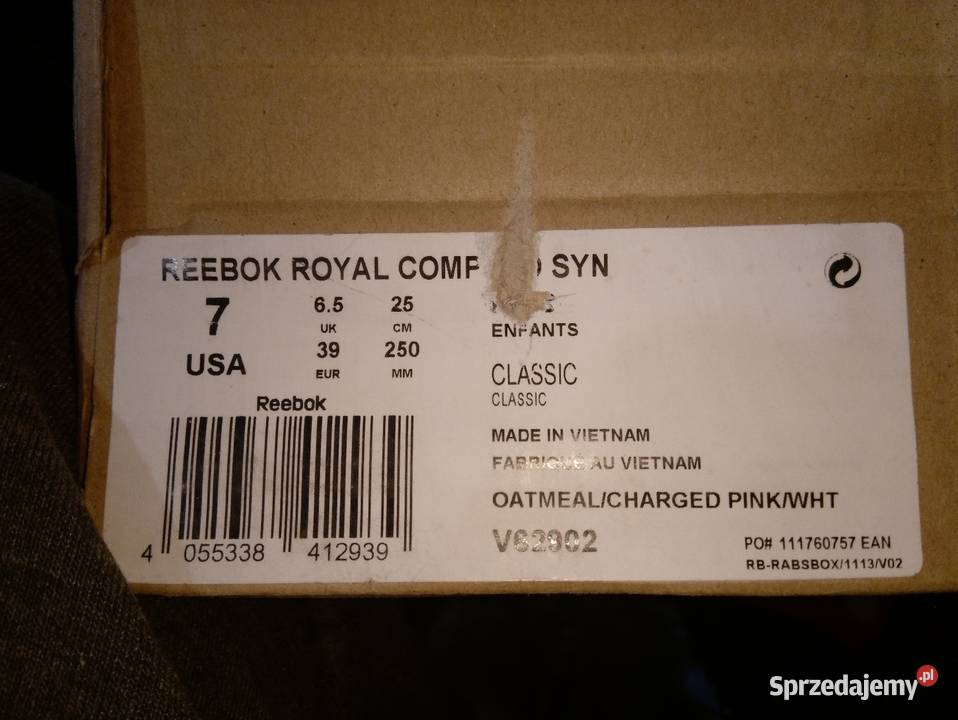 REEBOK ROYAL COMP SYN
7 USA
6.5 UK
25 CM
39 EUR
250 MM
Reebok
4 055338 412939
ENFANTS
CLASSIC
CLASSIC
MADE IN VIETNAM
FABRIQUÉ AU VIETNAM
OATMEAL/CHARGED PINK/WHT
PO# 111760757 EAN
RB-RABSBOX/1113/V02
Sprzedajemy.pl